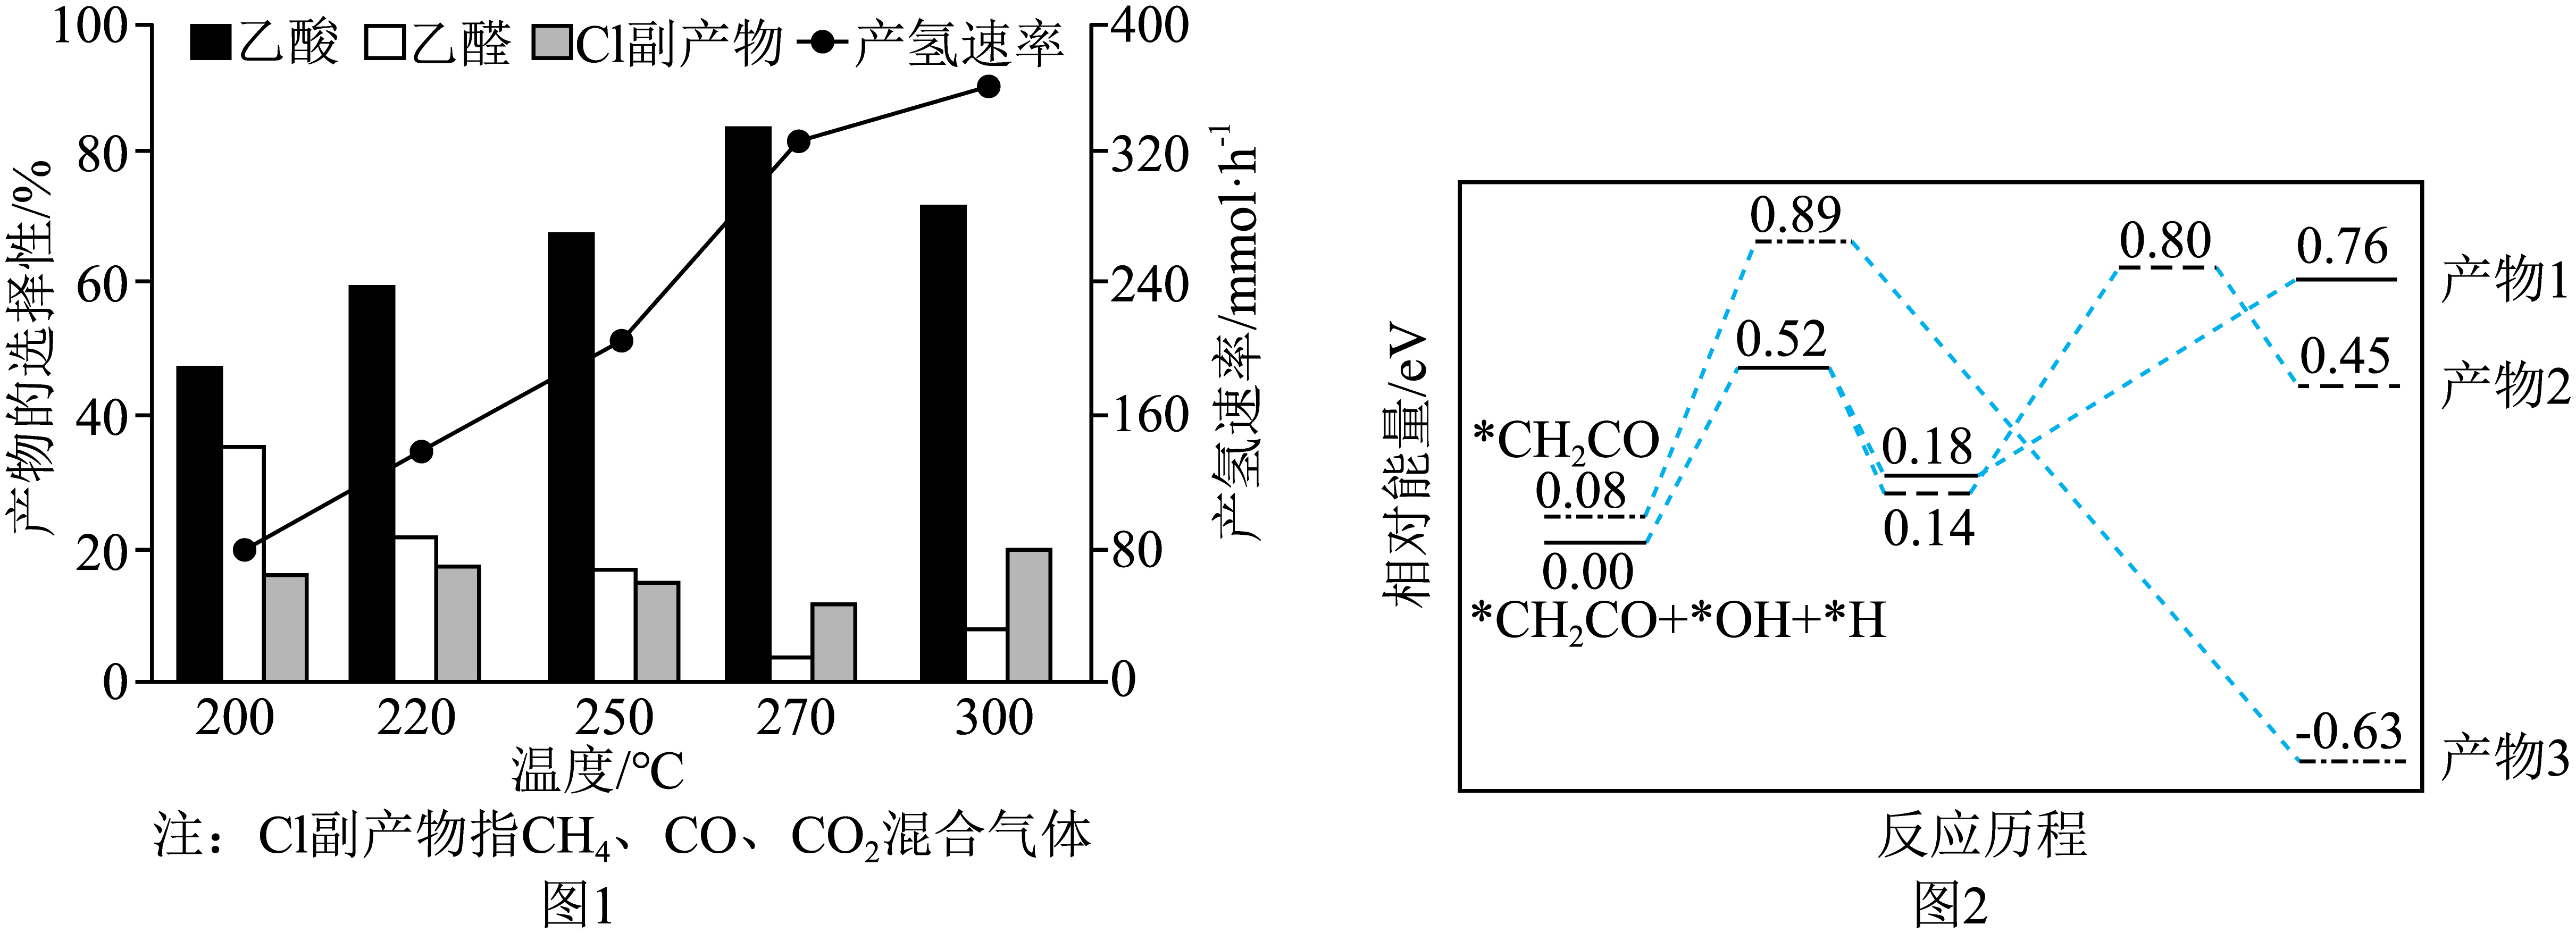 产物的选择性/%
100
80
60
40
20
0
乙酸 乙醛 Cl副产物 产氢速率
400
320
240
160
80
0
产氢速率/mmol·h⁻¹
200 220 250 270 300
温度/℃
注：Cl副产物指CH₄、CO、CO₂混合气体
图1
相对能量/eV
0.89
0.80
0.76
产物1
0.52
0.45
产物2
*CH₂CO
0.18
0.08
0.14
0.00
*CH₂CO+*OH+*H
-0.63
产物3
反应历程
图2